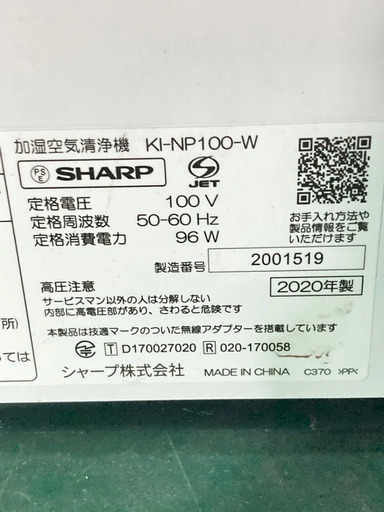 加湿空気清浄機 KI-NP100-W
PS E SHARP S JET
定格電圧 100 V
定格周波数 50-60 Hz
定格消費電力 96 W
お手入れ方法や
製品情報をご覧
いただけます
製造番号 2001519
高圧注意 2020年製
サービスマン以外の人は分解しない
内部に高電圧部があり、さわると危険です
所）
本製品は技適マークのついた無線アダプターを搭載しています
ては
T D170027020 R 020-170058
シャープ株式会社 MADE IN CHINA C370 >PP<